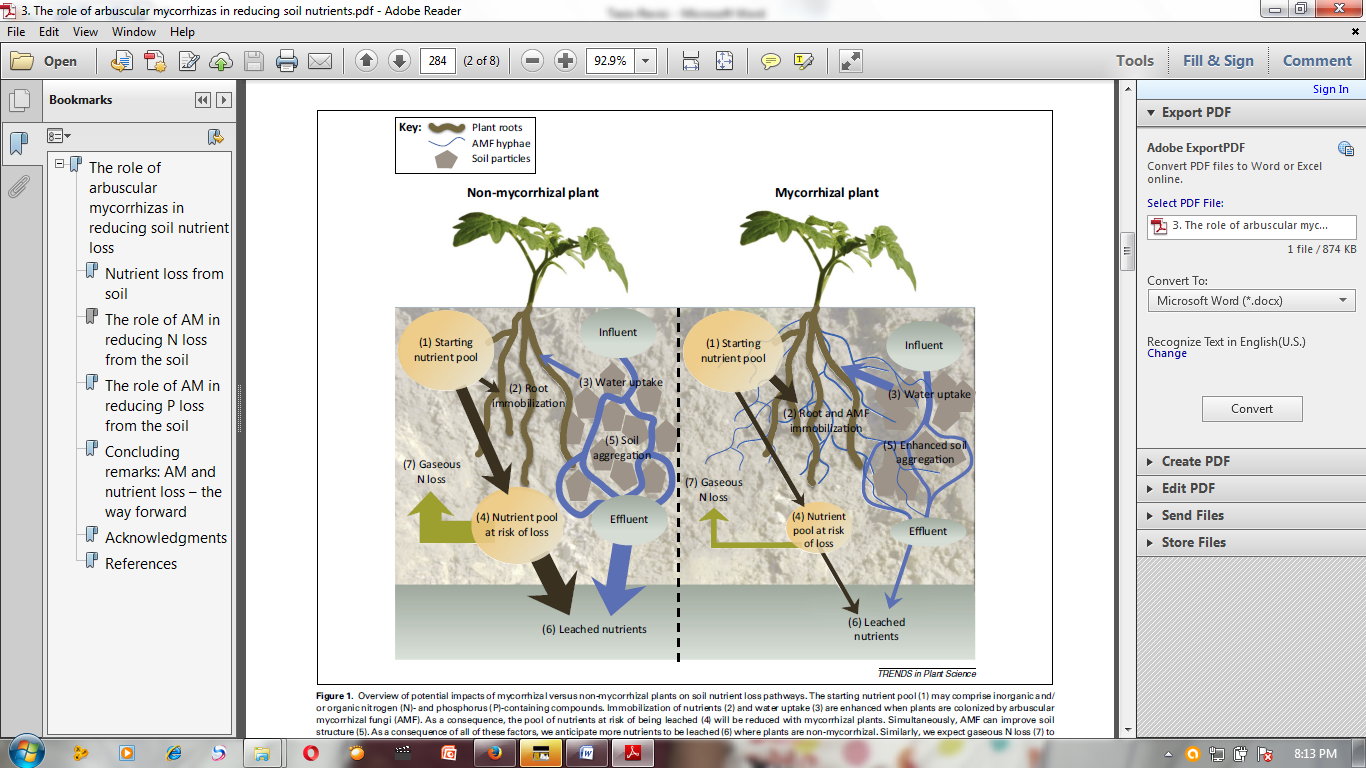 3. The role of arbuscular mycorrhizas in reducing soil nutrients.pdf - Adobe Reader
File Edit View Window Help
Open
284
(2 of 8)
92.9%
Tools
Fill & Sign
Comment
Bookmarks
The role of
arbuscular
mycorrhizas in
reducing soil nutrient
loss
Nutrient loss from
soil
The role of AM in
reducing N loss
from the soil
The role of AM in
reducing P loss
from the soil
Concluding
remarks: AM and
nutrient loss – the
way forward
Acknowledgments
References
Key:
Plant roots
AMF hyphae
Soil particles
Non-mycorrhizal plant
(1) Starting
nutrient pool
Influent
(2) Root
immobilization
(3) Water uptake
(5) Soil
aggregation
(7) Gaseous
N loss
(4) Nutrient pool
at risk of loss
Effluent
(6) Leached nutrients
Mycorrhizal plant
(1) Starting
nutrient pool
Influent
(3) Water uptake
(2) Root and AMF
immobilization
(5) Enhanced soil
aggregation
(7) Gaseous
N loss
(4) Nutrient
pool at risk
of loss
Effluent
(6) Leached
nutrients
TRENDS in Plant Science
Figure 1. Overview of potential impacts of mycorrhizal versus non-mycorrhizal plants on soil nutrient loss pathways. The starting nutrient pool (1) may comprise inorganic and/
or organic nitrogen (N)- and phosphorus (P)-containing compounds. Immobilization of nutrients (2) and water uptake (3) are enhanced when plants are colonized by arbuscular
mycorrhizal fungi (AMF). As a consequence, the pool of nutrients at risk of being leached (4) will be reduced with mycorrhizal plants. Simultaneously, AMF can improve soil
structure (5). As a consequence of all of these factors, we anticipate more nutrients to be leached (6) where plants are non-mycorrhizal. Similarly, we expect gaseous N loss (7) to
Sign In
Export PDF
Adobe ExportPDF
Convert PDF files to Word or Excel
online.
Select PDF File:
3. The role of arbuscular myc...
1 file / 874 KB
Convert To:
Microsoft Word (*.docx)
Recognize Text in English(U.S.)
Change
Convert
Create PDF
Edit PDF
Send Files
Store Files
8:13 PM